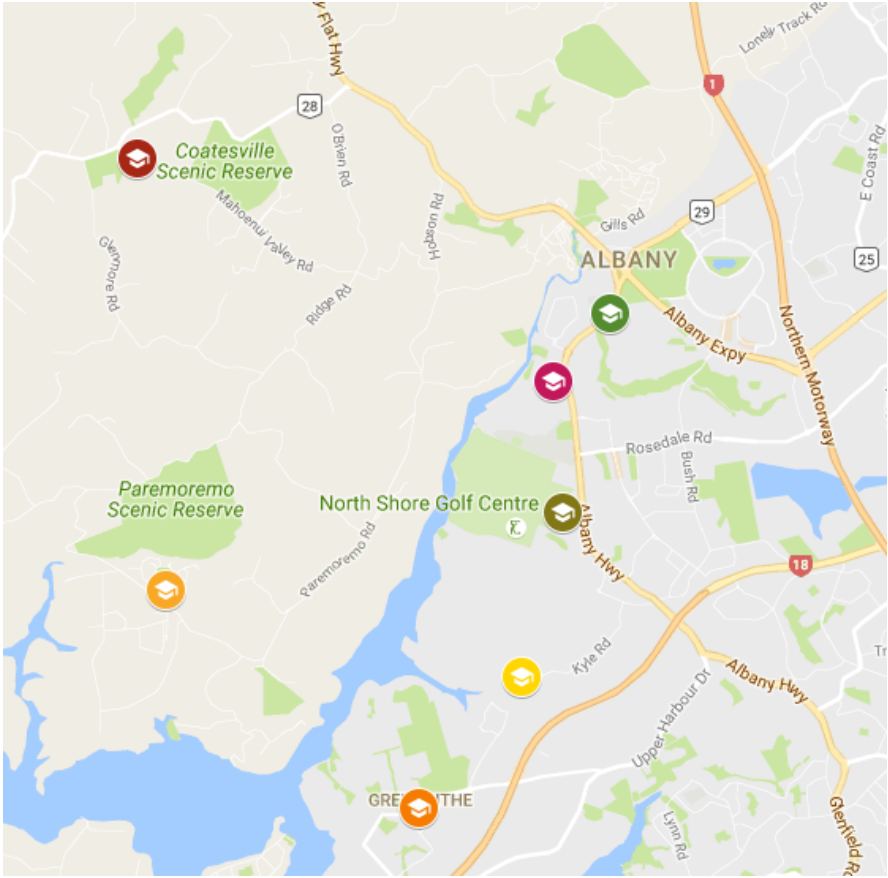 y Flat Hwy
Lonely Track Rd
1
28
O'Brien Rd
E Coast Rd
Coatesville
Scenic Reserve
Mahoenui Valley Rd
Hobson Rd
Gills Rd
29
Glenmore Rd
Ridge Rd
ALBANY
25
Albany Expy
Northern Motorway
Rosedale Rd
Bush Rd
Paremoremo
Scenic Reserve
North Shore Golf Centre
Albany Hwy
Paremoremo Rd
18
Kyle Rd
Tr
Albany Hwy
Upper Harbour Dr
GRE THE
Lynn Rd
Glenfield Rd